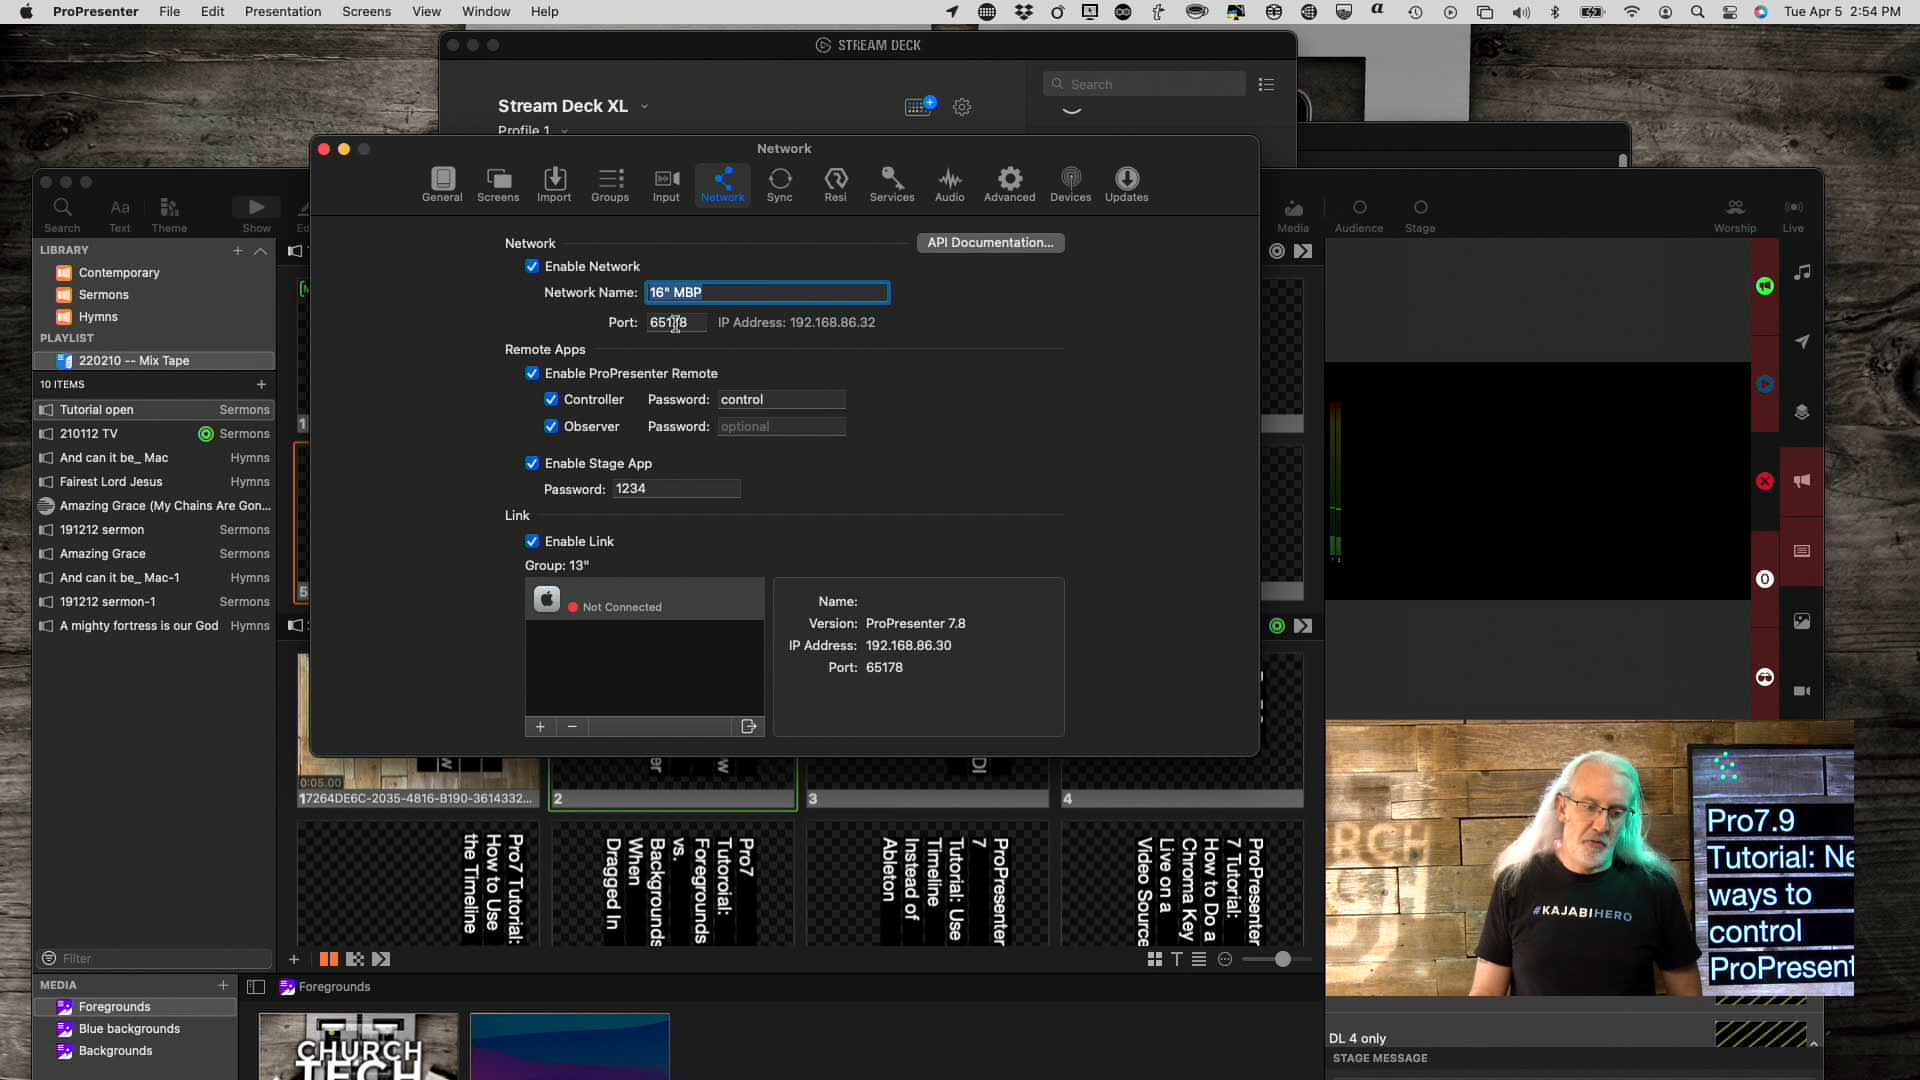 ProPresenter File Edit Presentation Screens View Window Help
Tue Apr 5 2:54 PM
STREAM DECK
Stream Deck XL
Search
Profile 1
Network
General Screens Import Groups Input Network Sync Resi Services Audio Advanced Devices Updates
Network
API Documentation...
Enable Network
Network Name: 16" MBP
Port: 65178 IP Address: 192.168.86.32
Remote Apps
Enable ProPresenter Remote
Controller Password: control
Observer Password: optional
Enable Stage App
Password: 1234
Link
Enable Link
Group: 13"
Not Connected
Name:
Version: ProPresenter 7.8
IP Address: 192.168.86.30
Port: 65178
Search Text Theme Show
Media Audience Stage Worship Live
LIBRARY
Contemporary
Sermons
Hymns
PLAYLIST
220210 -- Mix Tape
10 ITEMS
Tutorial open Sermons
210112 TV Sermons
And can it be_ Mac Hymns
Fairest Lord Jesus Hymns
Amazing Grace (My Chains Are Gon...
191212 sermon Sermons
Amazing Grace Hymns
And can it be_ Mac-1 Hymns
191212 sermon-1 Sermons
A mighty fortress is our God Hymns
Filter
MEDIA
Foregrounds
Blue backgrounds
Backgrounds
1
5
0:05.00
17264DE6C-2035-4816-B190-3614332...
2
3
4
Pro7 Tutorial:
How to Use
the Timeline
Pro7
Tutoroial:
Foregrounds
vs.
Backgrounds
When
Dragged In
ProPresenter
7
Tutorial: Use
Timeline
Instead of
Ableton
ProPresenter
7 Tutorial:
How to Do a
Chroma Key
Live on a
Video Source
Foregrounds
CHURCH
TECH
#KAJABIHERO
Pro7.9
Tutorial: Ne
ways to
control
ProPresent
DL 4 only
STAGE MESSAGE